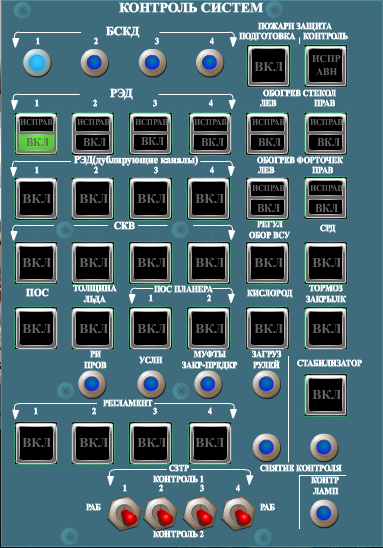 КОНТРОЛЬ СИСТЕМ
БСКД
ПОЖАРН ЗАЩИТА
ПОДГОТОВКА КОНТРОЛЬ
1 2 3 4
ВКЛ ИСПР АВН
РЭД
ОБОГРЕВ СТЕКОЛ
ЛЕВ ПРАВ
1 2 3 4
ИСПРАВ ИСПРАВ ИСПРАВ ИСПРАВ ИСПРАВ ИСПРАВ
ВКЛ ВКЛ ВКЛ ВКЛ ВКЛ ВКЛ
РЭД(дублирующие каналы)
ОБОГРЕВ ФОРТОЧЕК
ЛЕВ ПРАВ
1 2 3 4
ВКЛ ВКЛ ВКЛ ВКЛ
ИСПРАВ ИСПРАВ
ВКЛ ВКЛ
СКВ
РЕГУЛ
ОБОР ВСУ
СРД
ВКЛ ВКЛ ВКЛ ВКЛ ВКЛ ВКЛ
ПОС
ТОЛЩИНА
ЛЬДА
ПОС ПЛАНЕРА
1 2
КИСЛОРОД
ТОРМОЗ
ЗАКРЫЛК
ВКЛ ВКЛ ВКЛ ВКЛ ВКЛ ВКЛ
РИ
ПРОВ
УСЛН
МУФТЫ
ЗАКР-ПРЕДКР
ЗАГРУЗ
РУЛЕЙ
СТАБИЛИЗАТОР
ВКЛ
РЕГЛАМЕНТ
1 2 3 4
ВКЛ ВКЛ ВКЛ ВКЛ
СНЯТИЕ КОНТРОЛЯ
СЗТР
КОНТРОЛЬ 1
1 2 3 4
РАБ РАБ
КОНТРОЛЬ 2
КОНТР
ЛАМП